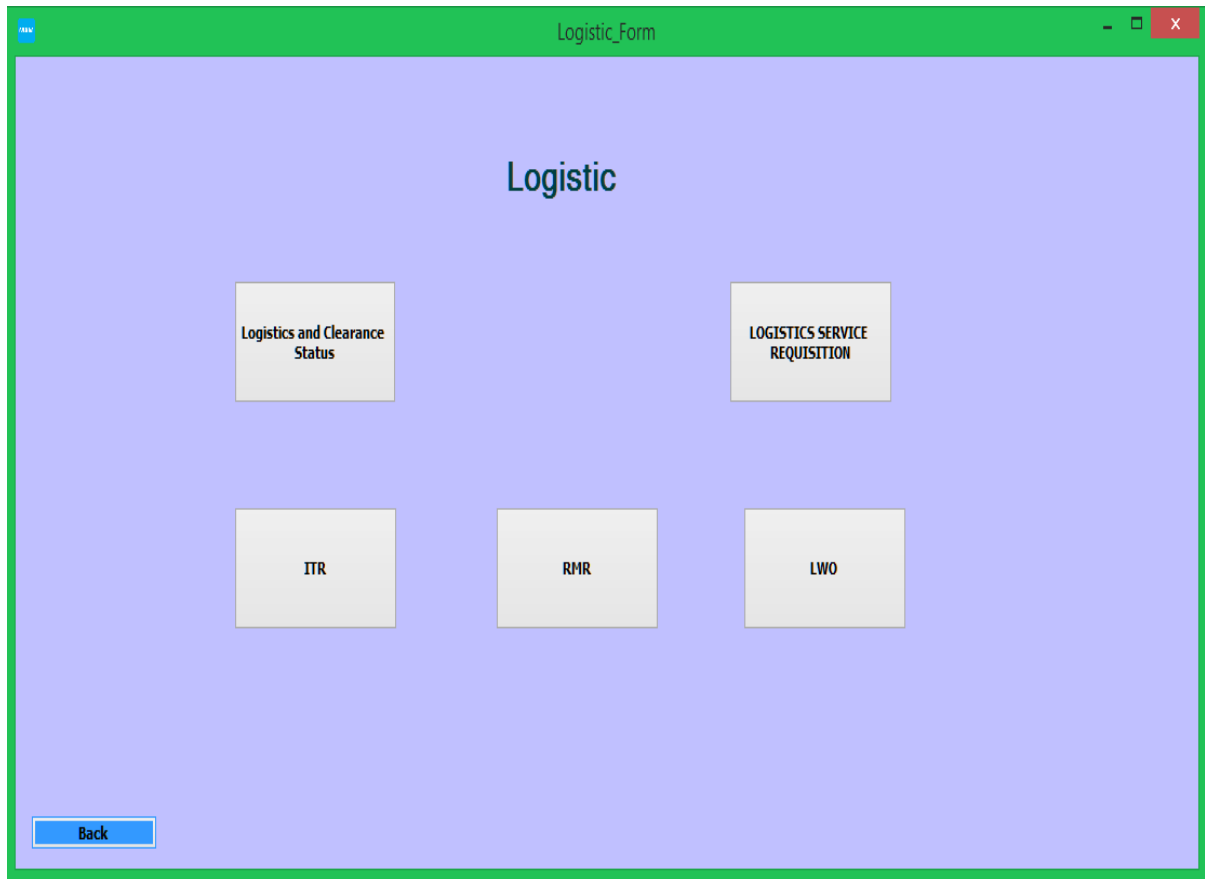 Logistic_Form
Logistic
Logistics and Clearance
Status
LOGISTICS SERVICE
REQUISITION
ITR
RMR
LWO
Back